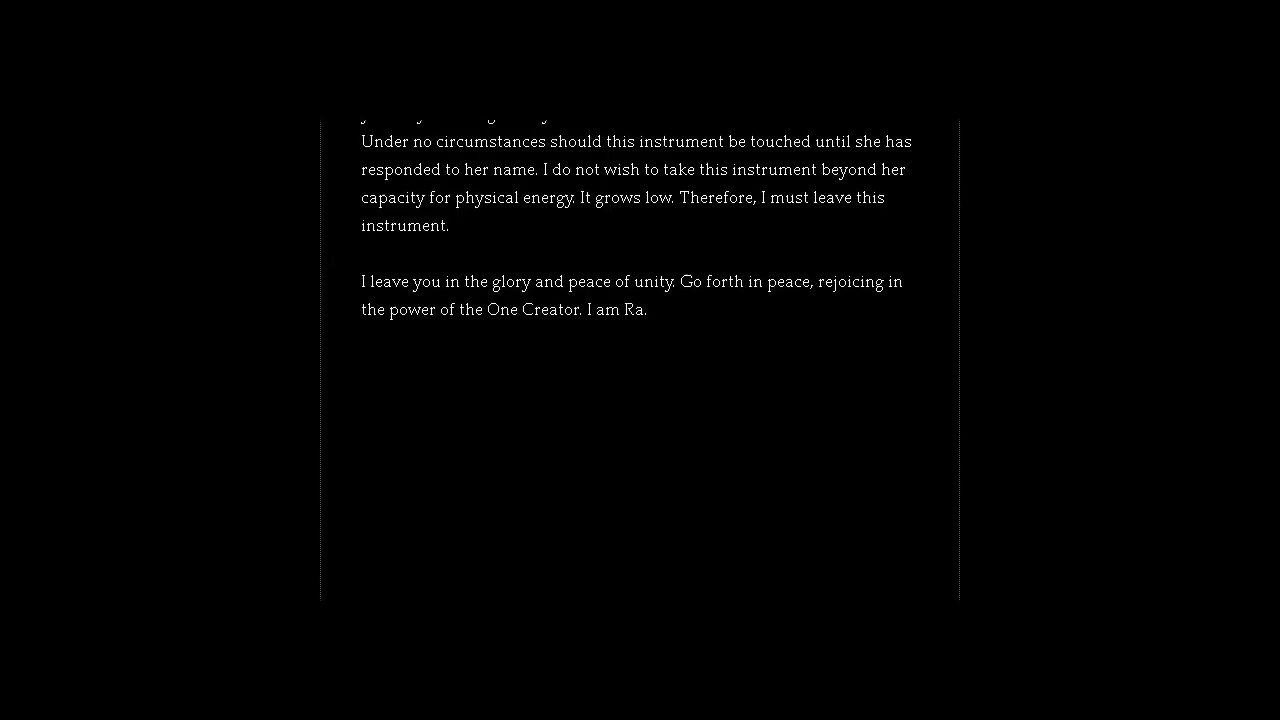 Under no circumstances should this instrument be touched until she has
responded to her name. I do not wish to take this instrument beyond her
capacity for physical energy. It grows low. Therefore, I must leave this
instrument.
I leave you in the glory and peace of unity. Go forth in peace, rejoicing in
the power of the One Creator. I am Ra.